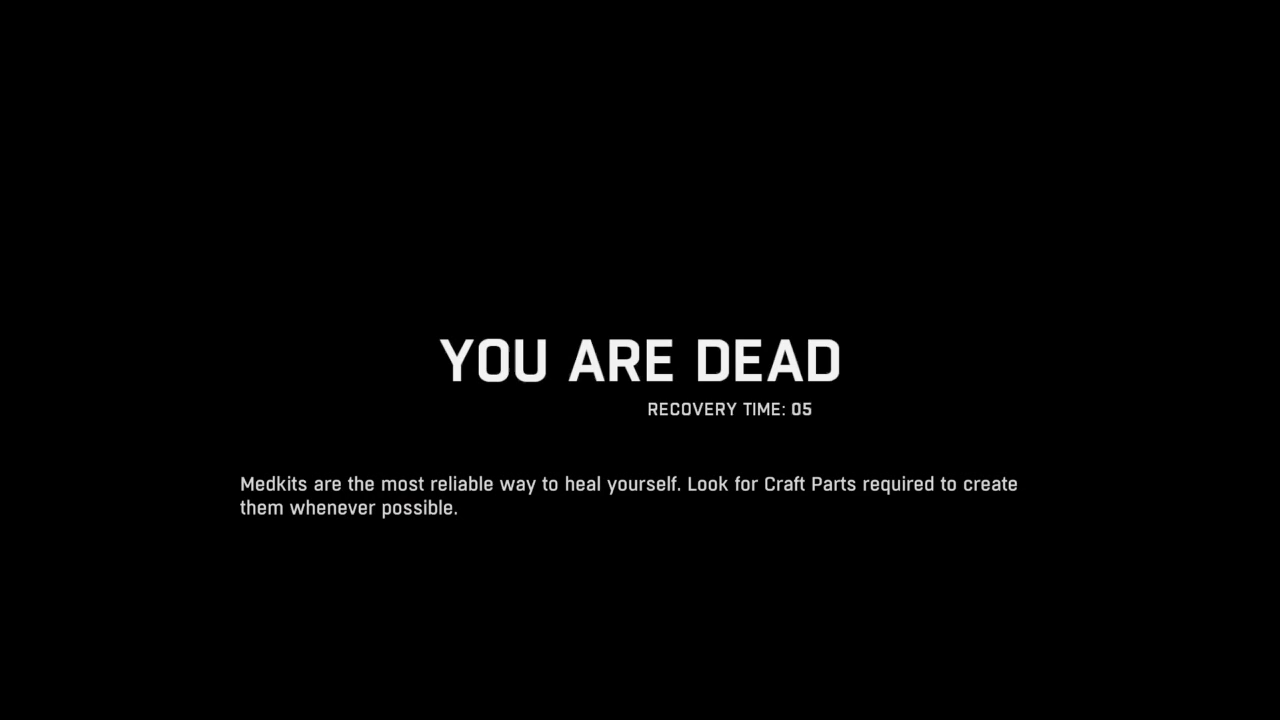 YOU ARE DEAD
RECOVERY TIME: 05
Medkits are the most reliable way to heal yourself. Look for Craft Parts required to create
them whenever possible.